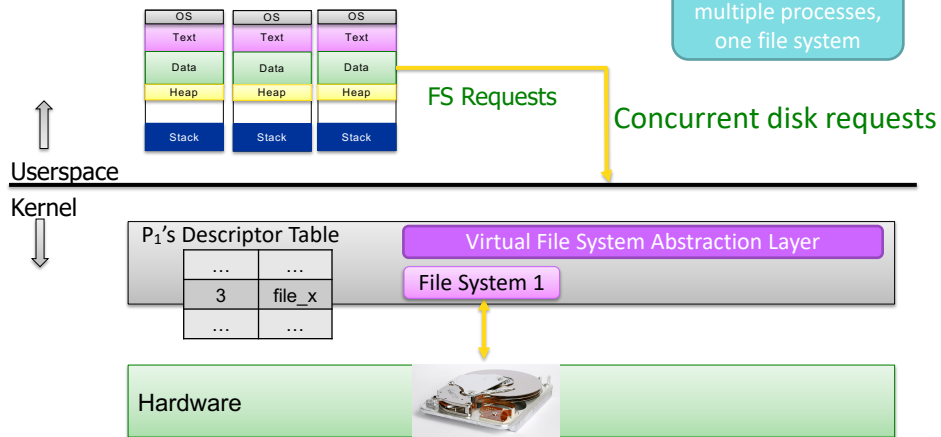 multiple processes,
one file system
OS OS OS
Text Text Text
Data Data Data
Heap Heap Heap
Stack Stack Stack
FS Requests
Concurrent disk requests
Userspace
Kernel
P₁’s Descriptor Table
Virtual File System Abstraction Layer
… …
3 file_x
… …
File System 1
Hardware